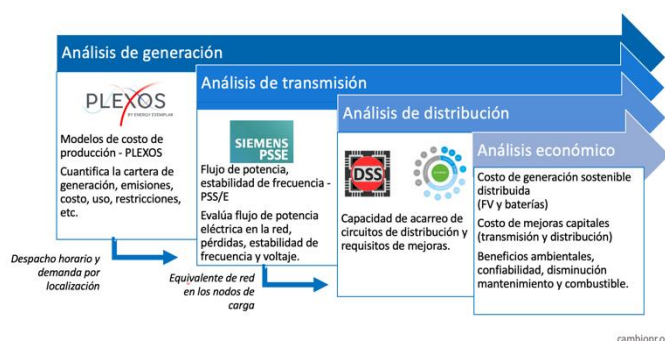 Análisis de generación
PLEXOS
BY ENERGY EXEMPLAR
Modelos de costo de
producción - PLEXOS
Cuantifica la cartera de
generación, emisiones,
costo, uso, restricciones,
etc.
Despacho horario y
demanda por
localización
Análisis de transmisión
SIEMENS
PSSE
Flujo de potencia,
estabilidad de frecuencia -
PSS/E
Evalúa flujo de potencia
eléctrica en la red,
pérdidas, estabilidad de
frecuencia y voltaje.
Equivalente de red
en los nodos de
carga
Análisis de distribución
DSS
Capacidad de acarreo de
circuitos de distribución y
requisitos de mejoras.
Análisis económico
Costo de generación sostenible
distribuida
(FV y baterías)
Costo de mejoras capitales
(transmisión y distribución)
Beneficios ambientales,
confiabilidad, disminución
mantenimiento y combustible.